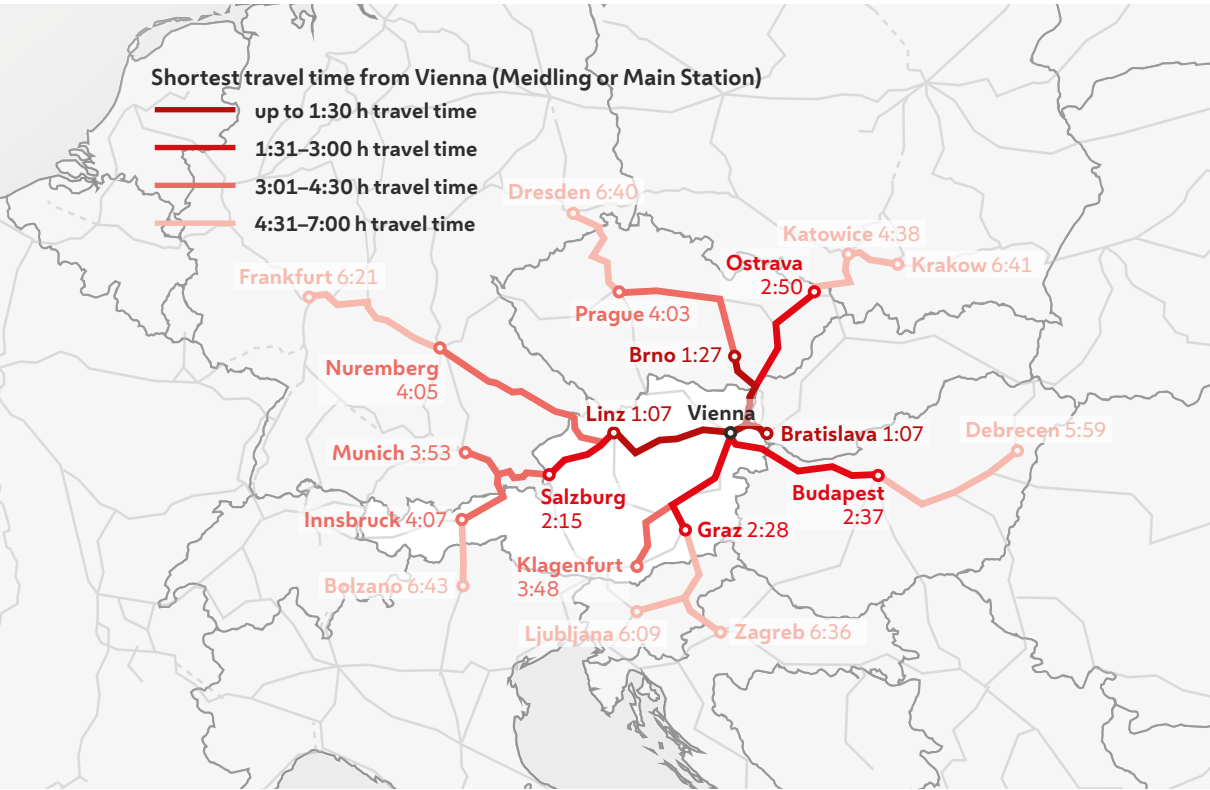 Shortest travel time from Vienna (Meidling or Main Station)
up to 1:30 h travel time
1:31–3:00 h travel time
3:01–4:30 h travel time
4:31–7:00 h travel time
Dresden 6:40
Katowice 4:38
Ostrava
2:50
Krakow 6:41
Frankfurt 6:21
Prague 4:03
Brno 1:27
Nuremberg
4:05
Linz 1:07
Vienna
Bratislava 1:07
Debrecen 5:59
Munich 3:53
Salzburg
2:15
Budapest
2:37
Innsbruck 4:07
Graz 2:28
Klagenfurt
3:48
Bolzano 6:43
Ljubljana 6:09
Zagreb 6:36